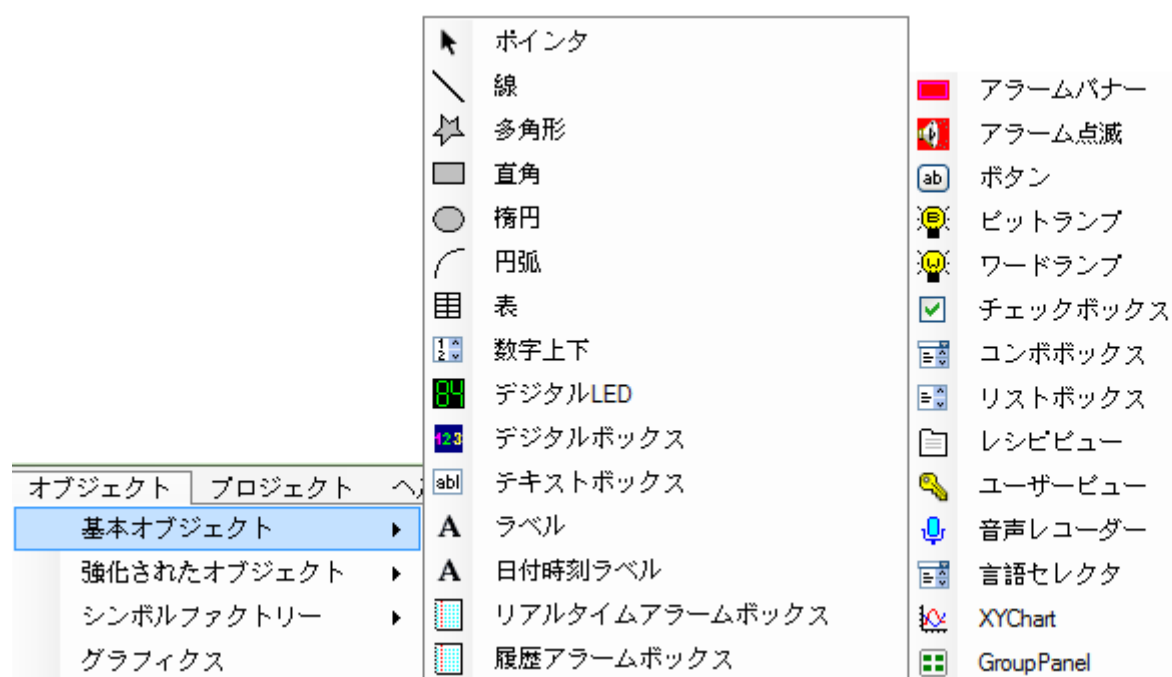 ポインタ
線
多角形
直角
楕円
円弧
表
数字上下
デジタルLED
デジタルボックス
テキストボックス
ラベル
日付時刻ラベル
リアルタイムアラームボックス
履歴アラームボックス
アラームバナー
アラーム点滅
ボタン
ビットランプ
ワードランプ
チェックボックス
コンボボックス
リストボックス
レシピビュー
ユーザービュー
音声レコーダー
言語セレクタ
XYChart
GroupPanel
オブジェクト プロジェクト
基本オブジェクト
強化されたオブジェクト
シンボルファクトリー
グラフィクス